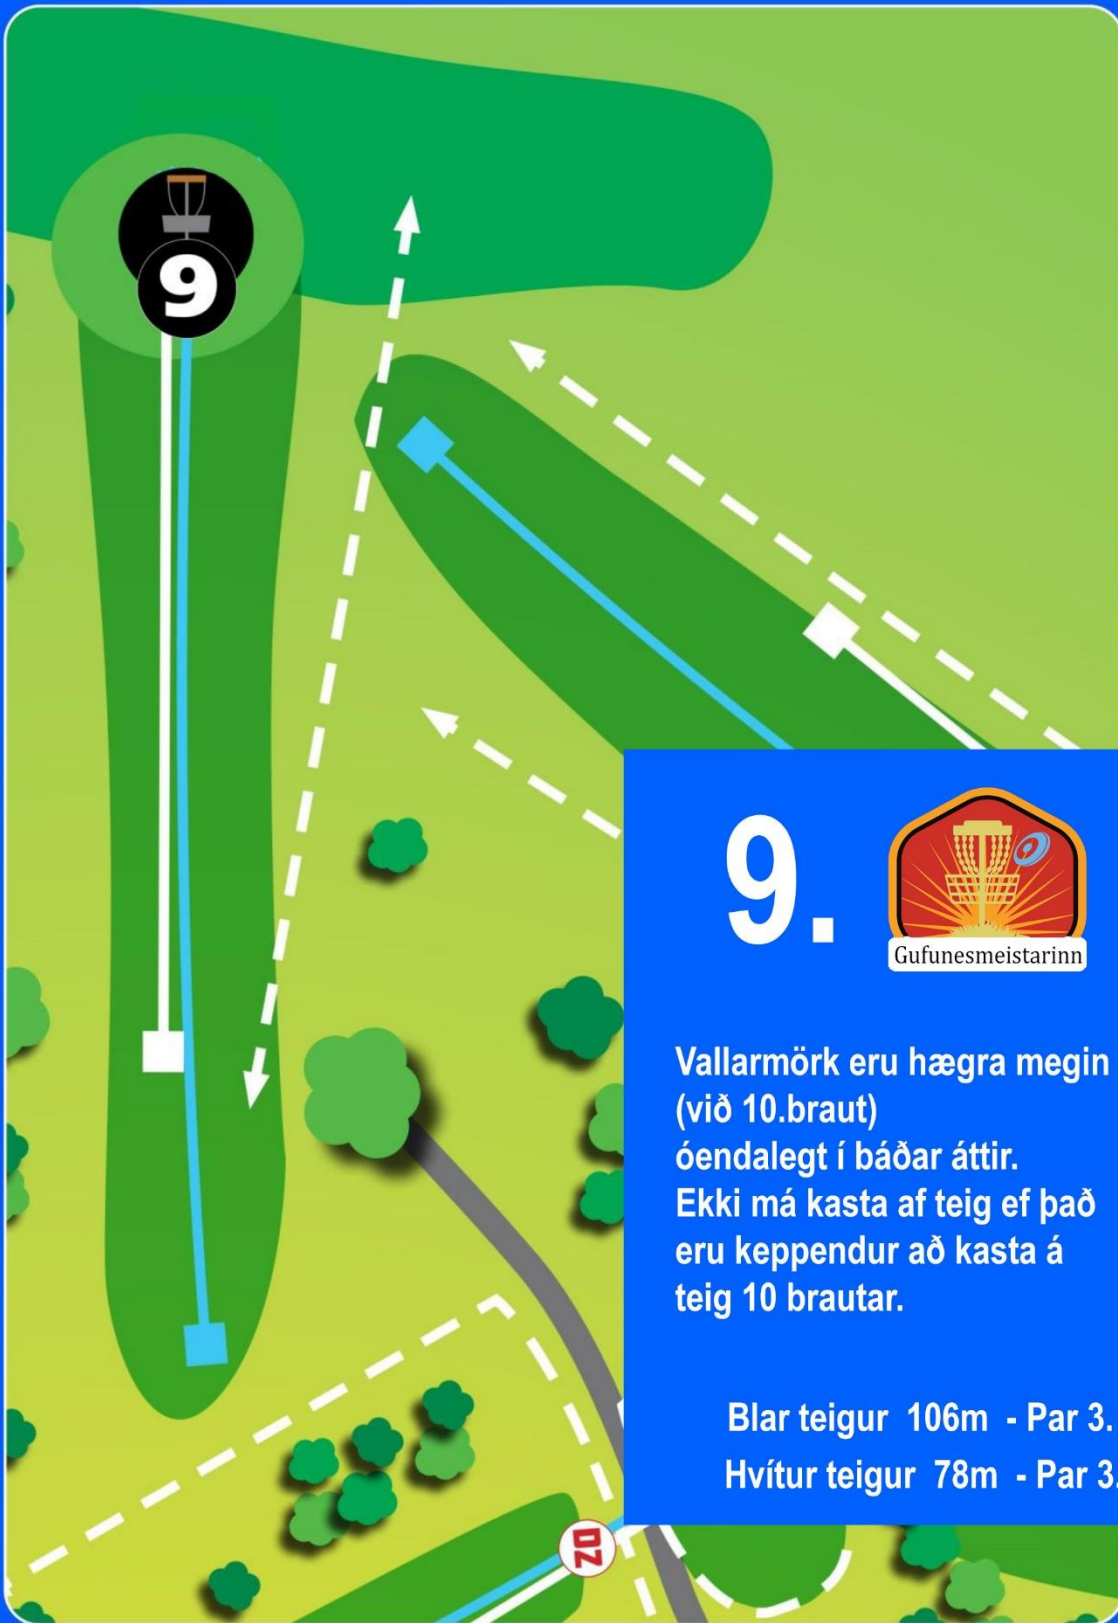 9
9.
Gufunesmeistarinn
Vallarmörk eru hægra megin
(við 10.braut)
óendalegt í báðar áttir.
Ekki má kasta af teig ef það
eru keppendur að kasta á
teig 10 brautar.
Blar teigur 106m - Par 3.
Hvítur teigur 78m - Par 3.
DZ